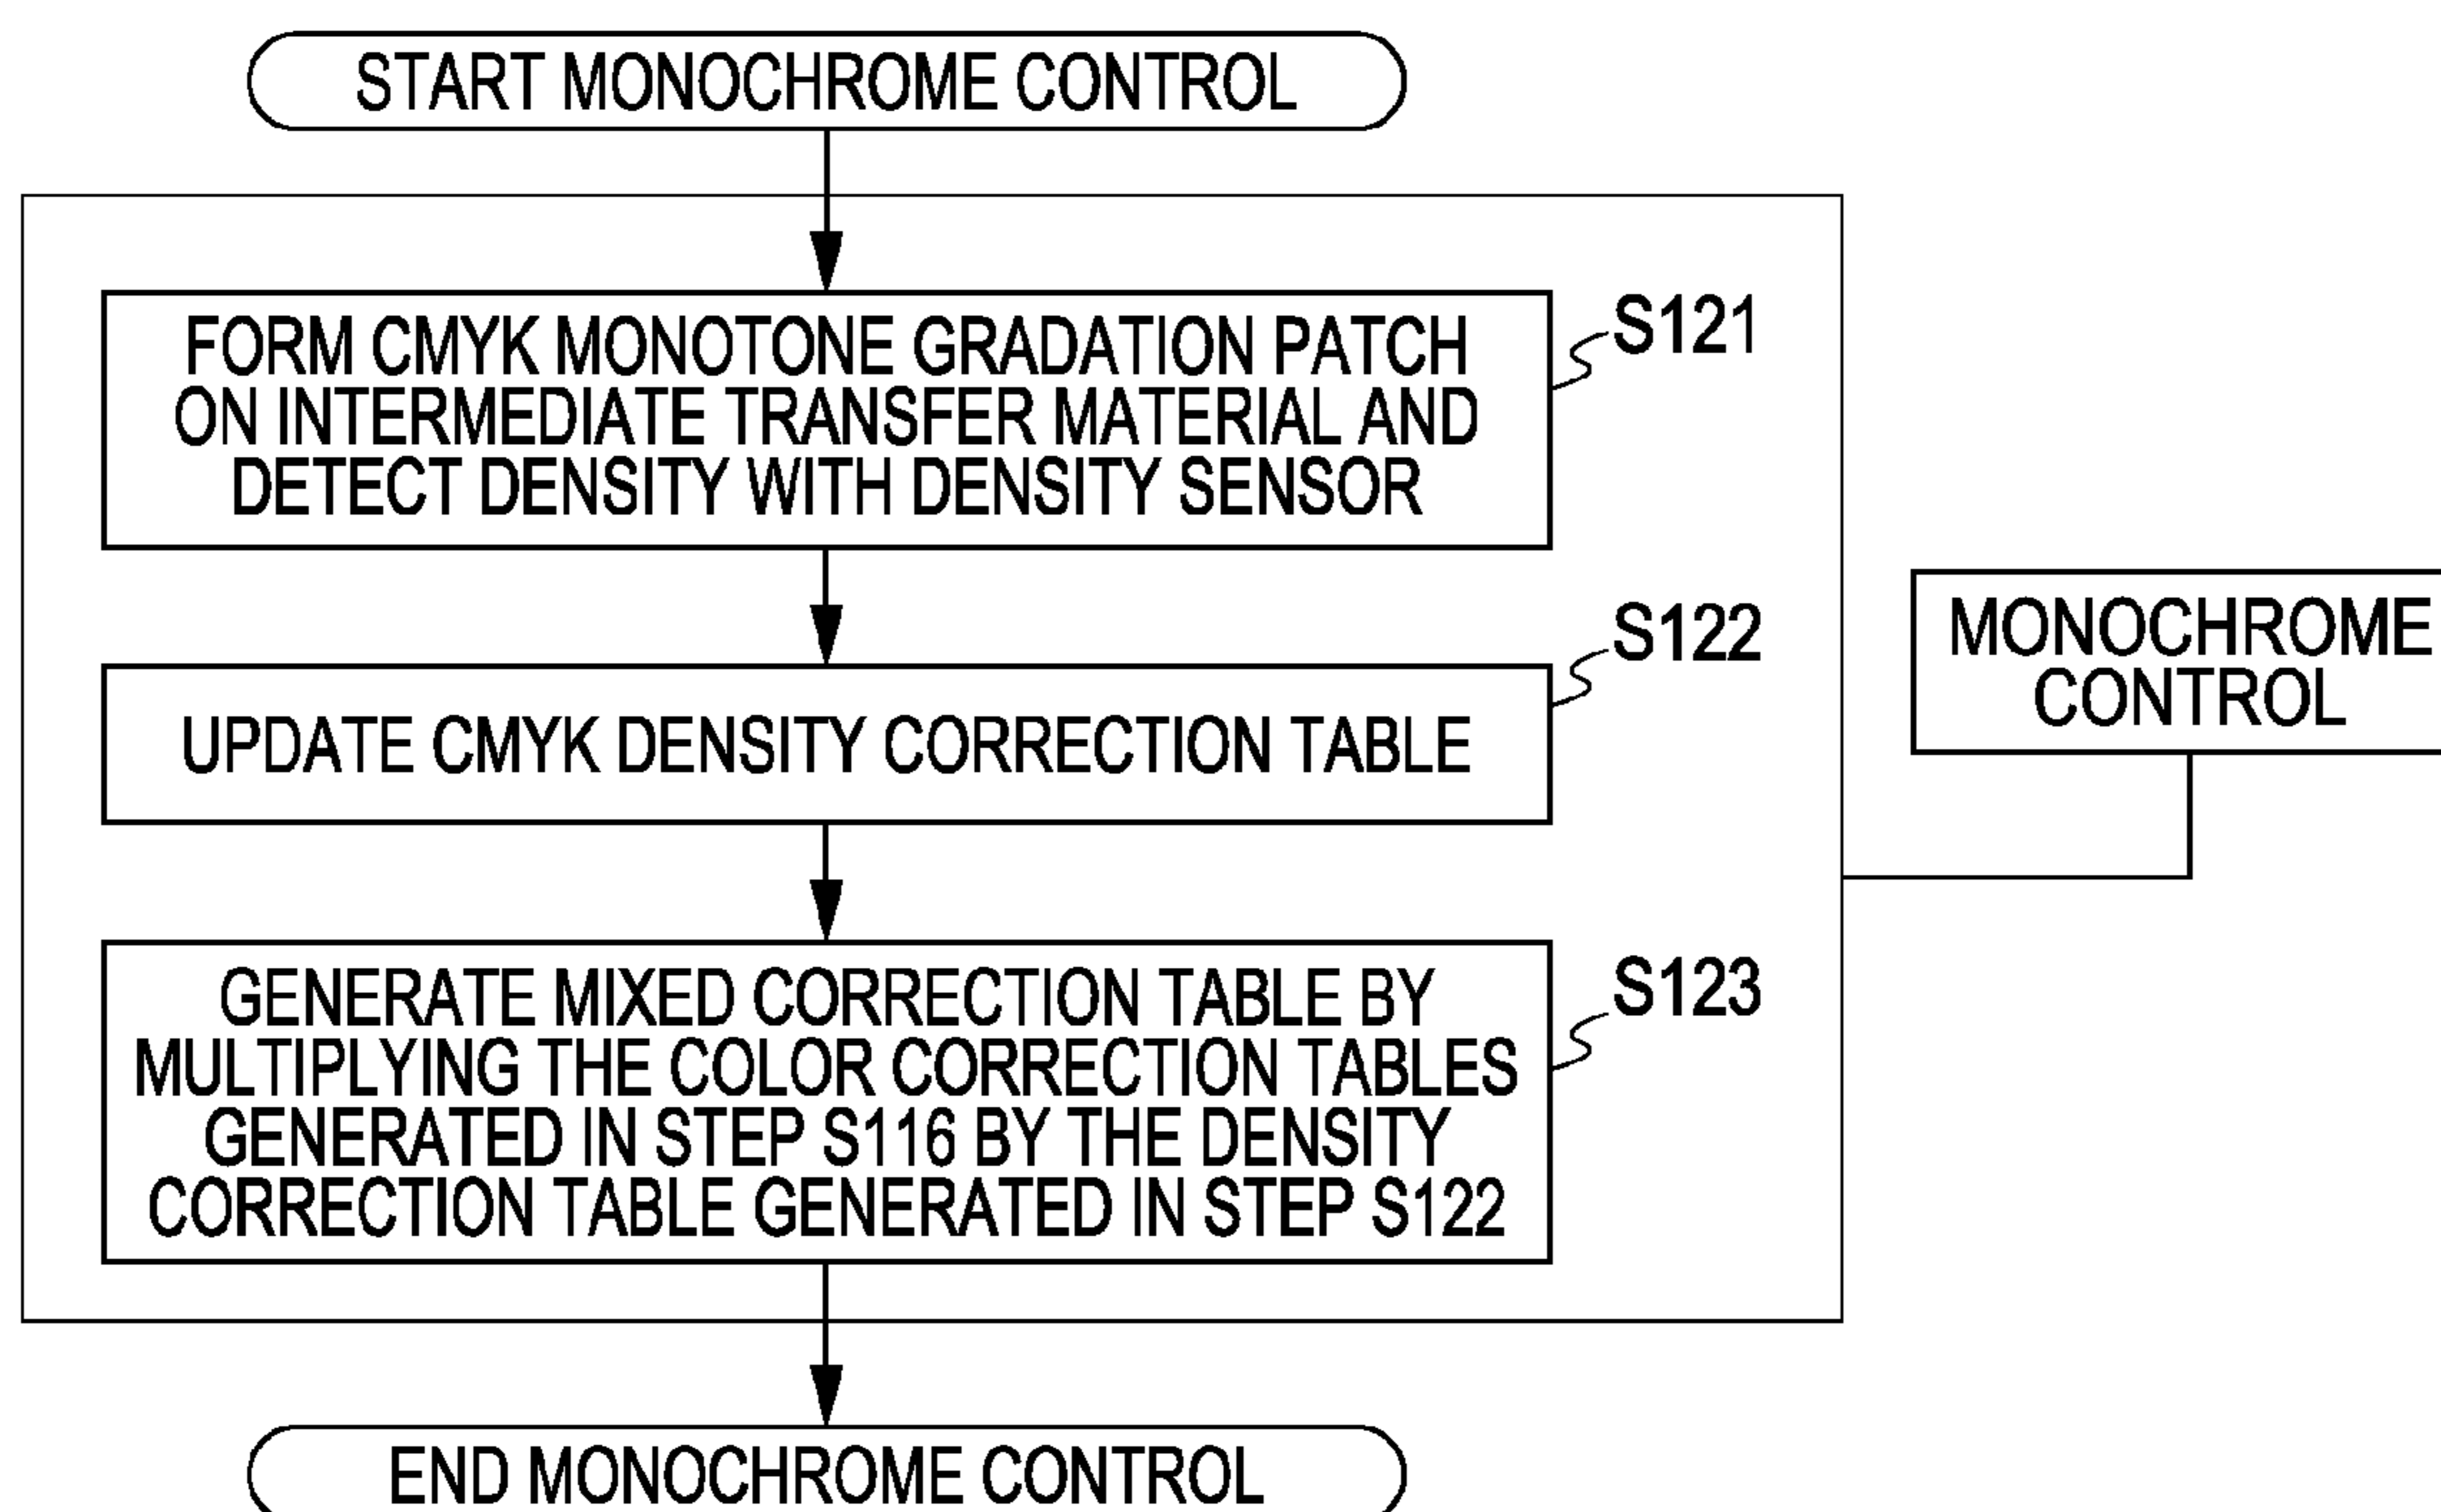 START MONOCHROME CONTROL
FORM CMYK MONOTONE GRADATION PATCH
ON INTERMEDIATE TRANSFER MATERIAL AND
DETECT DENSITY WITH DENSITY SENSOR
S121
UPDATE CMYK DENSITY CORRECTION TABLE
S122
MONOCHROME
CONTROL
GENERATE MIXED CORRECTION TABLE BY
MULTIPLYING THE COLOR CORRECTION TABLES
GENERATED IN STEP S116 BY THE DENSITY
CORRECTION TABLE GENERATED IN STEP S122
S123
END MONOCHROME CONTROL